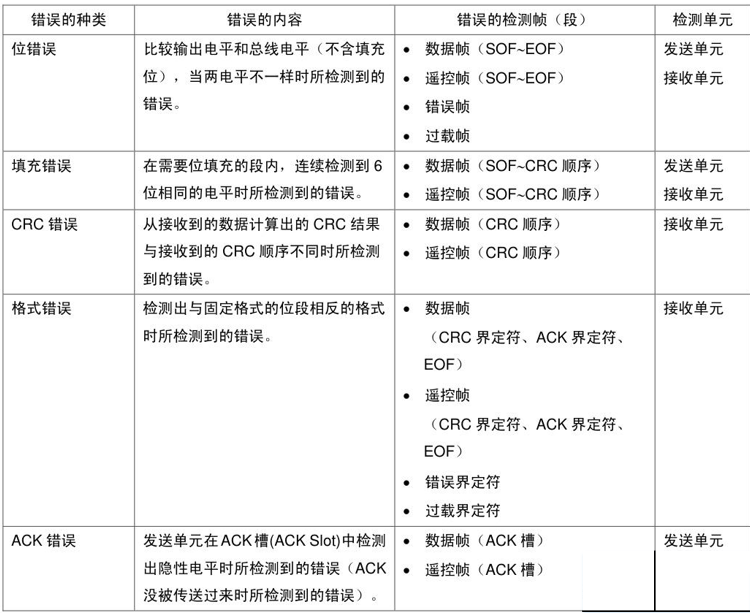 错误的种类 错误的内容 错误的检测帧（段） 检测单元
位错误
比较输出电平和总线电平（不含填充
位），当两电平不一样时所检测到的
错误。
● 数据帧（SOF~EOF）
● 遥控帧（SOF~EOF）
● 错误帧
● 过载帧
发送单元
接收单元
填充错误
在需要位填充的段内，连续检测到 6
位相同的电平时所检测到的错误。
● 数据帧（SOF~CRC 顺序）
● 遥控帧（SOF~CRC 顺序）
发送单元
接收单元
CRC 错误
从接收到的数据计算出的 CRC 结果
与接收到的 CRC 顺序不同时所检测
到的错误。
● 数据帧（CRC 顺序）
● 遥控帧（CRC 顺序）
接收单元
格式错误
检测出与固定格式的位段相反的格式
时所检测到的错误。
● 数据帧
（CRC 界定符、ACK 界定符、
EOF）
● 遥控帧
（CRC 界定符、ACK 界定符、
EOF）
● 错误界定符
● 过载界定符
接收单元
ACK 错误
发送单元在 ACK 槽(ACK Slot)中检测
出隐性电平时所检测到的错误（ACK
没被传送过来时所检测到的错误）。
● 数据帧（ACK 槽）
● 遥控帧（ACK 槽）
发送单元